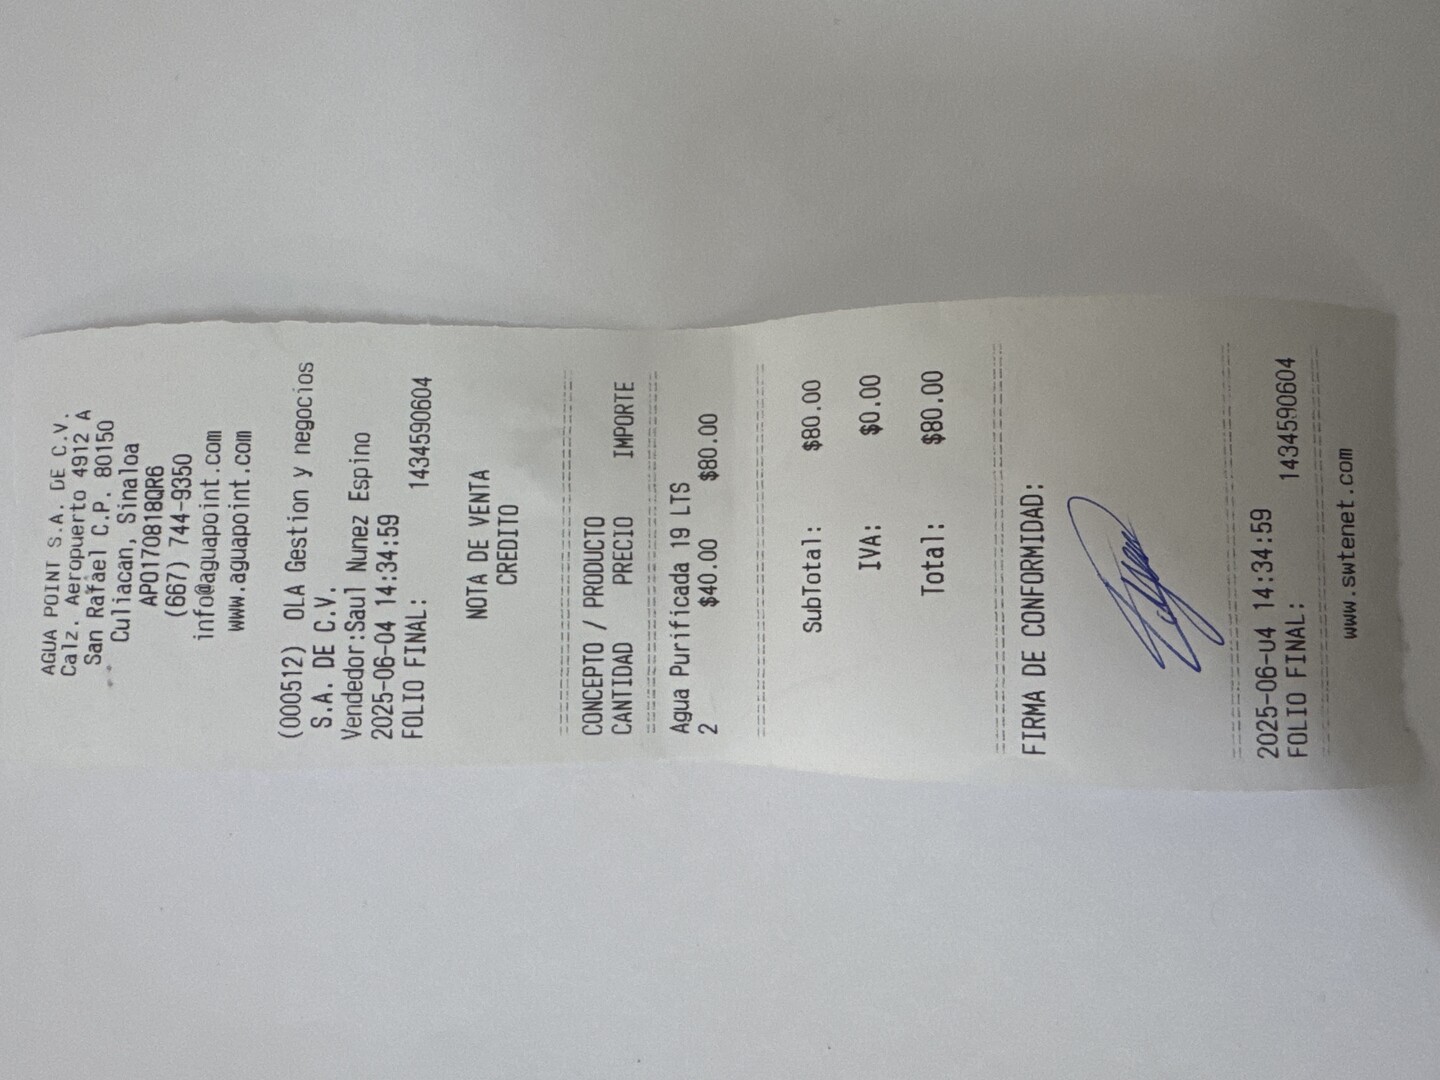 AGUA POINT S.A. DE C.V.
Calz. Aeropuerto 4912 A
San Rafael C.P. 80150
Culiacan, Sinaloa
APO170818QR6
(667) 744-9350
info@aguapoint.com
www.aguapoint.com
(000512) OLA Gestion y negocios
S.A. DE C.V.
Vendedor:Saul Nunez Espino
2025-06-04 14:34:59
FOLIO FINAL: 1434590604
NOTA DE VENTA
CREDITO
CONCEPTO / PRODUCTO
CANTIDAD PRECIO IMPORTE
Agua Purificada 19 LTS
2 $40.00 $80.00
SubTotal: $80.00
IVA: $0.00
Total: $80.00
FIRMA DE CONFORMIDAD:
2025-06-04 14:34:59
FOLIO FINAL: 1434590604
www.swtenet.com